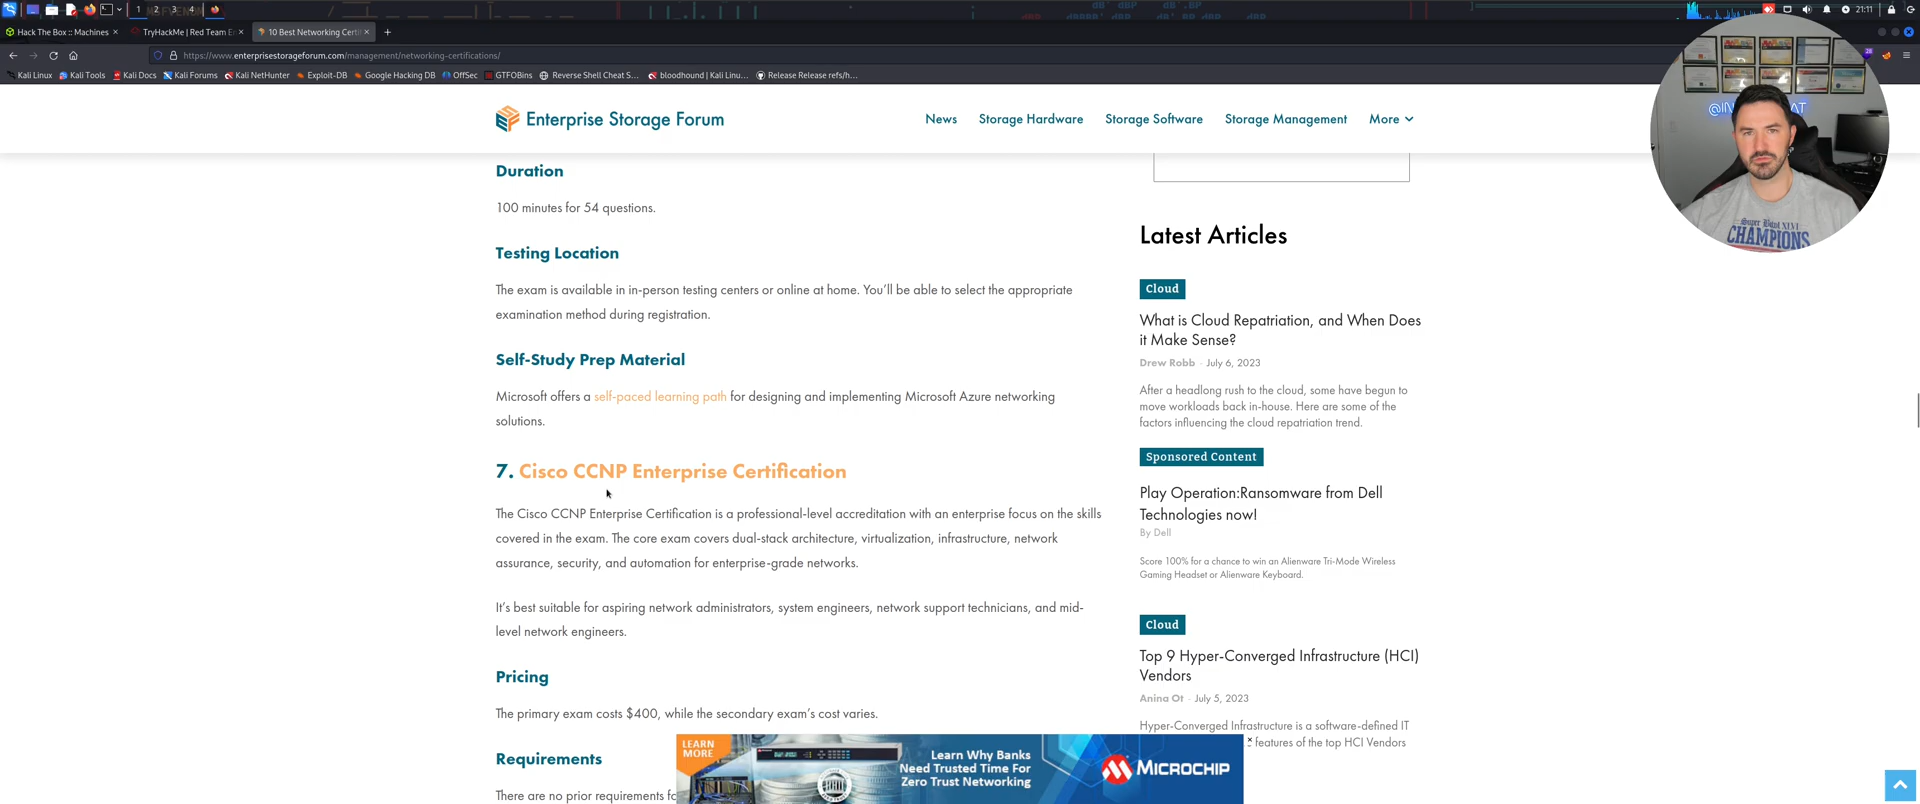 1 2 3 4
21:11
Hack The Box :: Machines
TryHackMe | Red Team E
10 Best Networking Certi
https://www.enterprisestorageforum.com/management/networking-certifications/
Kali Linux
Kali Tools
Kali Docs
Kali Forums
Kali NetHunter
Exploit-DB
Google Hacking DB
OffSec
GTFOBins
Reverse Shell Cheat S...
bloodhound | Kali Linu...
Release Release refs/h...
Enterprise Storage Forum
News
Storage Hardware
Storage Software
Storage Management
More
Duration
100 minutes for 54 questions.
Testing Location
The exam is available in in-person testing centers or online at home. You'll be able to select the appropriate
examination method during registration.
Self-Study Prep Material
Microsoft offers a self-paced learning path for designing and implementing Microsoft Azure networking
solutions.
7. Cisco CCNP Enterprise Certification
The Cisco CCNP Enterprise Certification is a professional-level accreditation with an enterprise focus on the skills
covered in the exam. The core exam covers dual-stack architecture, virtualization, infrastructure, network
assurance, security, and automation for enterprise-grade networks.
It's best suitable for aspiring network administrators, system engineers, network support technicians, and mid-
level network engineers.
Pricing
The primary exam costs $400, while the secondary exam's cost varies.
Requirements
There are no prior requirements fo
Latest Articles
Cloud
What is Cloud Repatriation, and When Does
it Make Sense?
Drew Robb - July 6, 2023
After a headlong rush to the cloud, some have begun to
move workloads back in-house. Here are some of the
factors influencing the cloud repatriation trend.
Sponsored Content
Play Operation:Ransomware from Dell
Technologies now!
By Dell
Score 100% for a chance to win an Alienware Tri-Mode Wireless
Gaming Headset or Alienware Keyboard.
Cloud
Top 9 Hyper-Converged Infrastructure (HCI)
Vendors
Anina Ot - July 5, 2023
Hyper-Converged Infrastructure is a software-defined IT
features of the top HCI Vendors
LEARN
MORE
Learn Why Banks
Need Trusted Time For
Zero Trust Networking
MICROCHIP
Super Bowl XLVI
CHAMPIONS